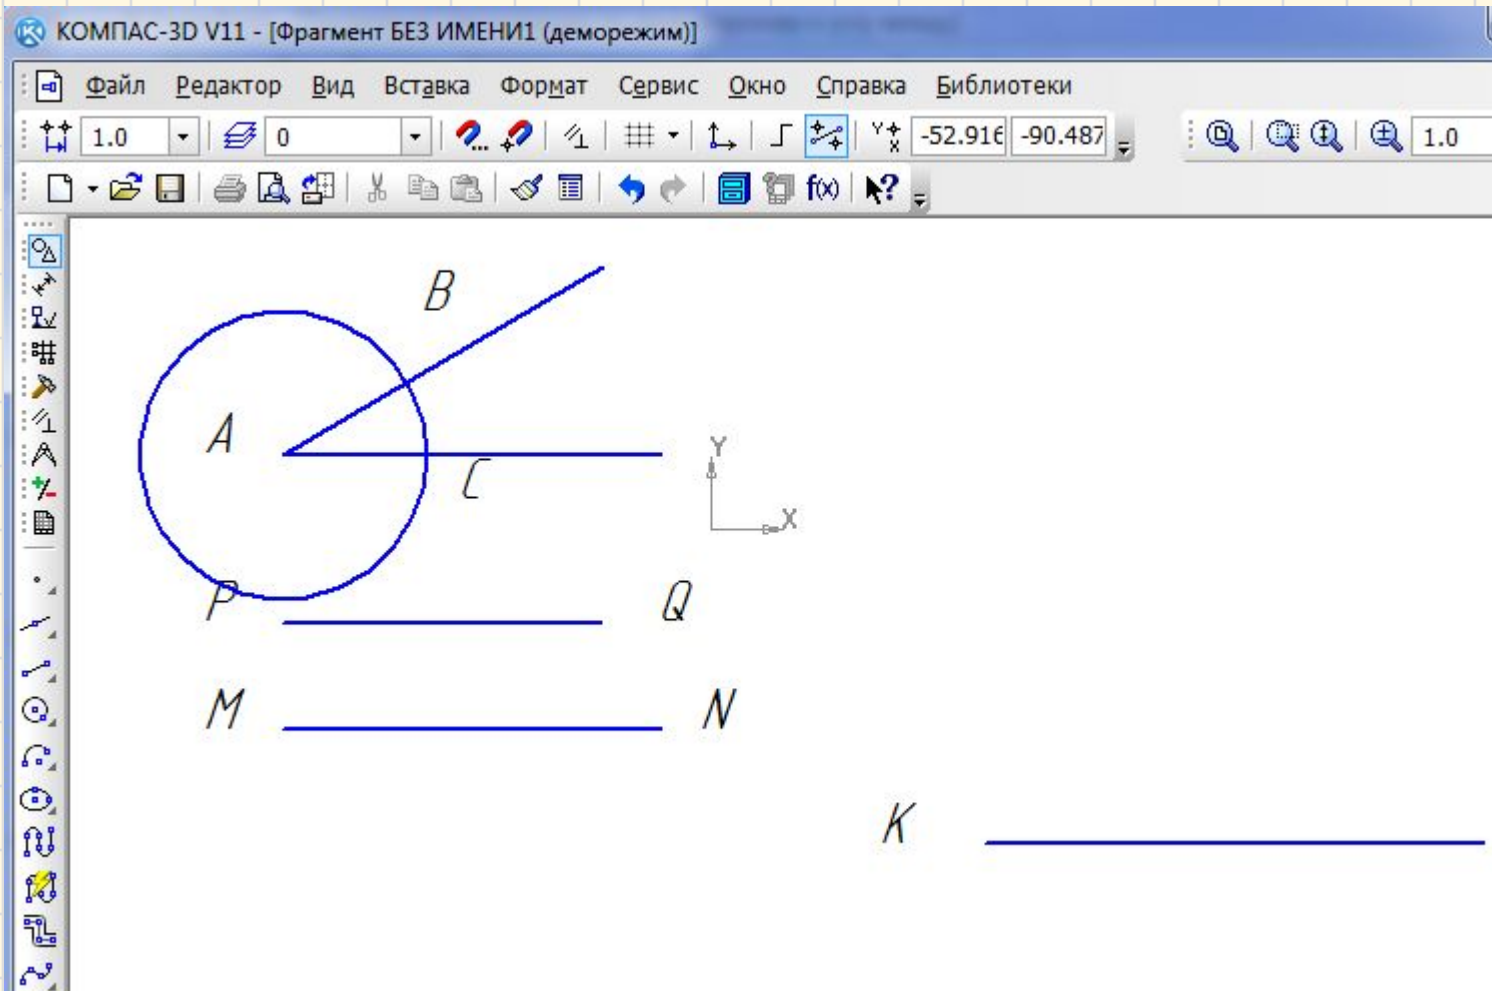 КОМПАС-3D V11 - [Фрагмент БЕЗ ИМЕНИ1 (деморежим)]
Файл Редактор Вид Вставка Формат Сервис Окно Справка Библиотеки
1.0 0 Y X -52.916 -90.487 1.0
f(x) ?
B
A
C
Y
X
P Q
M N
K